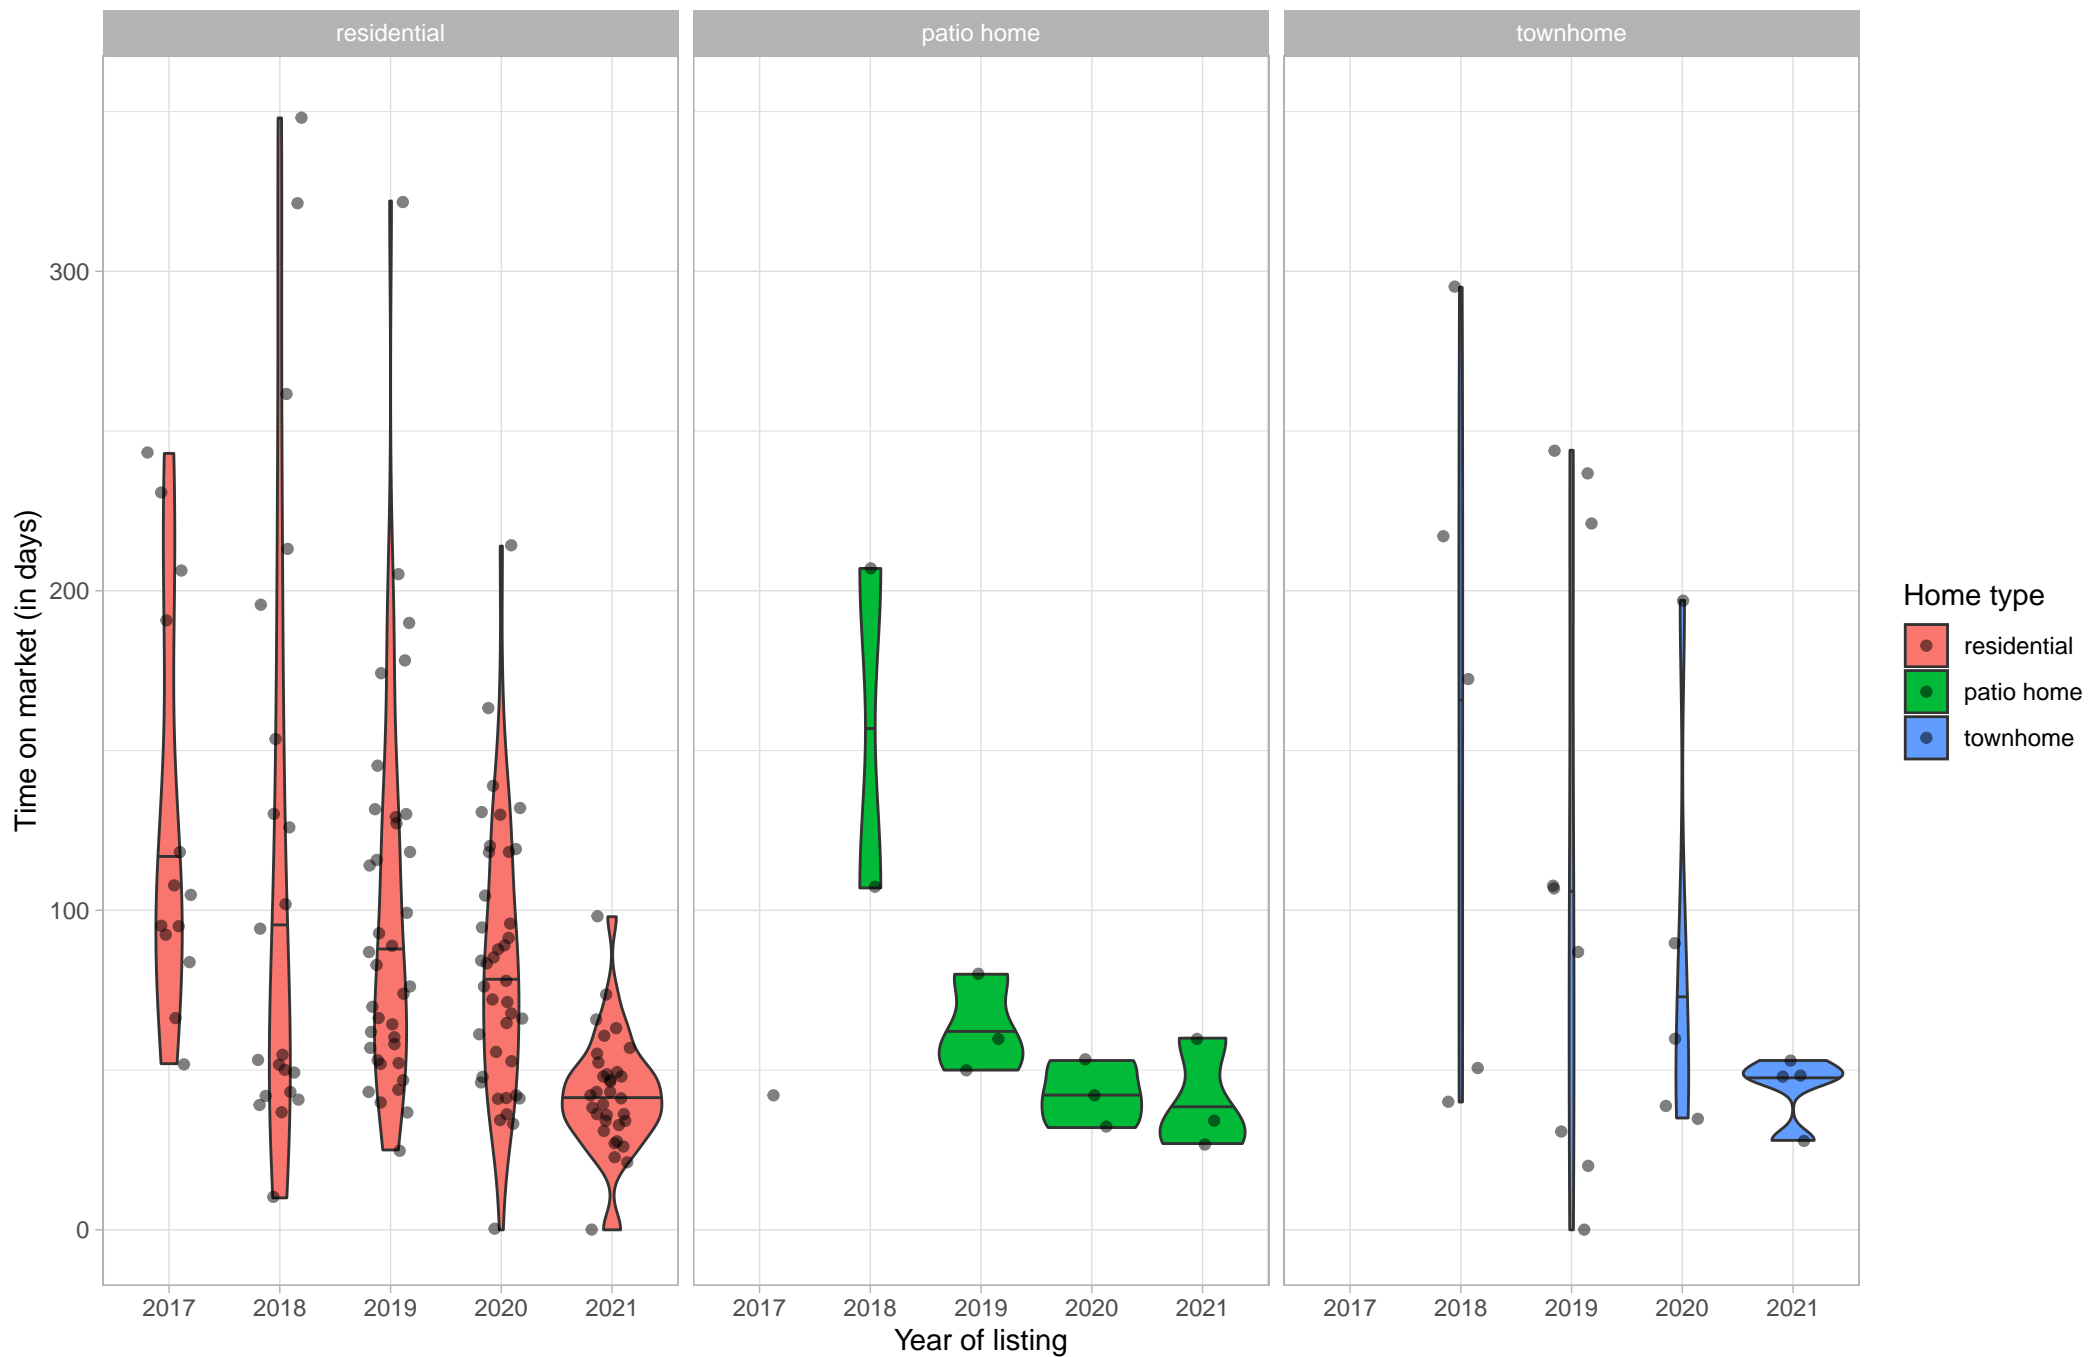 residential patio home townhome
300
200
100
0
Time on market (in days)
2017 2018 2019 2020 2021 2017 2018 2019 2020 2021 2017 2018 2019 2020 2021
Year of listing
Home type
residential
patio home
townhome